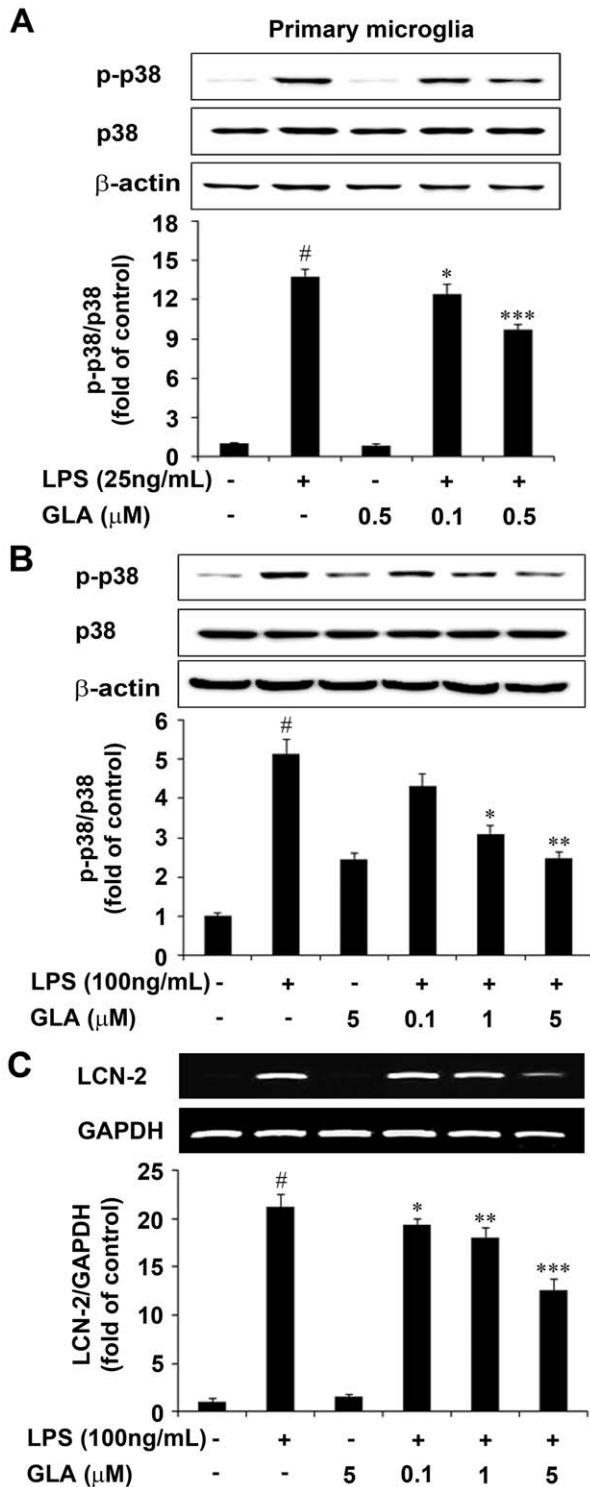 A
Primary microglia
p-p38
p38
β-actin
p-p38/p38
(fold of control)
18
15
12
9
6
3
0
#
*
***
LPS (25ng/mL) - + - + +
GLA (μM) - - 0.5 0.1 0.5
B
p-p38
p38
β-actin
p-p38/p38
(fold of control)
6
5
4
3
2
1
0
#
*
**
LPS (100ng/mL) - + - + + +
GLA (μM) - - 5 0.1 1 5
C
LCN-2
GAPDH
LCN-2/GAPDH
(fold of control)
25
20
15
10
5
0
#
*
**
***
LPS (100ng/mL) - + - + + +
GLA (μM) - - 5 0.1 1 5